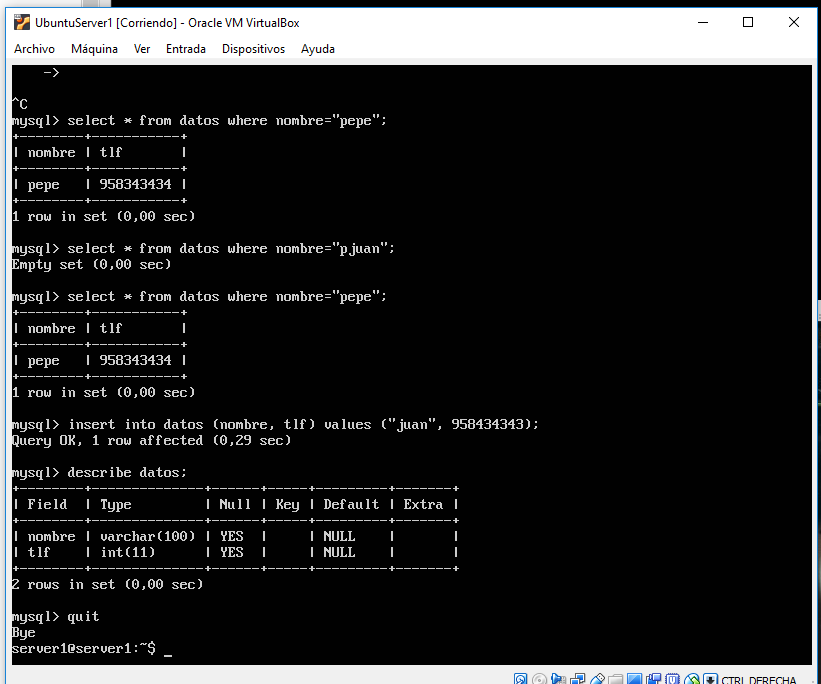 UbuntuServer1 [Corriendo] - Oracle VM VirtualBox
Archivo Máquina Ver Entrada Dispositivos Ayuda
    ->
^C
mysql> select * from datos where nombre="pepe";
+--------+-----------+
| nombre | tlf       |
+--------+-----------+
| pepe   | 958343434 |
+--------+-----------+
1 row in set (0,00 sec)
mysql> select * from datos where nombre="pjuan";
Empty set (0,00 sec)
mysql> select * from datos where nombre="pepe";
+--------+-----------+
| nombre | tlf       |
+--------+-----------+
| pepe   | 958343434 |
+--------+-----------+
1 row in set (0,00 sec)
mysql> insert into datos (nombre, tlf) values ("juan", 958434343);
Query OK, 1 row affected (0,29 sec)
mysql> describe datos;
+--------+--------------+------+-----+---------+-------+
| Field  | Type         | Null | Key | Default | Extra |
+--------+--------------+------+-----+---------+-------+
| nombre | varchar(100) | YES  |     | NULL    |       |
| tlf    | int(11)      | YES  |     | NULL    |       |
+--------+--------------+------+-----+---------+-------+
2 rows in set (0,00 sec)
mysql> quit
Bye
server1@server1:~$ _
CTRL DERECHA